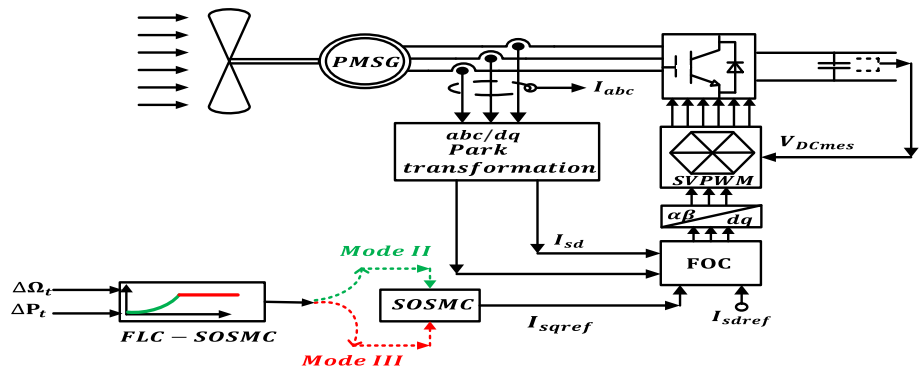 PMSG
I_abc
abc/dq
Park
transformation
V_DCmes
SVPWM
αβ
dq
I_sd
Mode II
FOC
ΔΩ_t
ΔP_t
SOSMC
I_sqref
I_sdref
FLC − SOSMC
Mode III